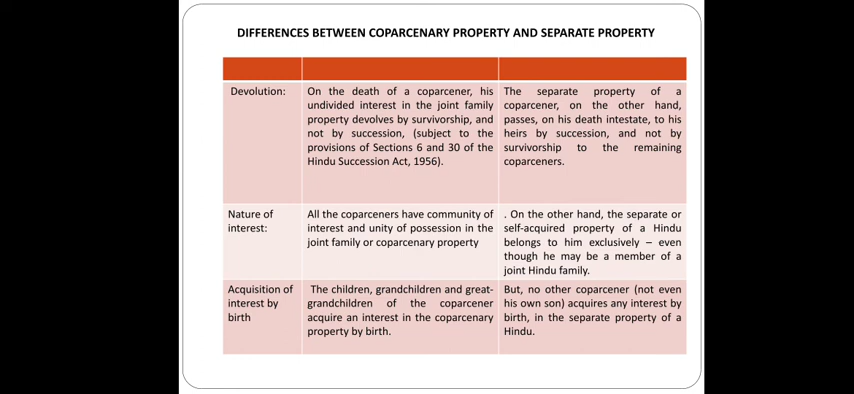 DIFFERENCES BETWEEN COPARCENARY PROPERTY AND SEPARATE PROPERTY
Devolution:
On the death of a coparcener, his
undivided interest in the joint family
property devolves by survivorship, and
not by succession, (subject to the
provisions of Sections 6 and 30 of the
Hindu Succession Act, 1956).
The separate property of a
coparcener, on the other hand,
passes, on his death intestate, to his
heirs by succession, and not by
survivorship to the remaining
coparceners.
Nature of
interest:
All the coparceners have community of
interest and unity of possession in the
joint family or coparcenary property
. On the other hand, the separate or
self-acquired property of a Hindu
belongs to him exclusively – even
though he may be a member of a
joint Hindu family.
Acquisition of
interest by
birth
The children, grandchildren and great-
grandchildren of the coparcener
acquire an interest in the coparcenary
property by birth.
But, no other coparcener (not even
his own son) acquires any interest by
birth, in the separate property of a
Hindu.